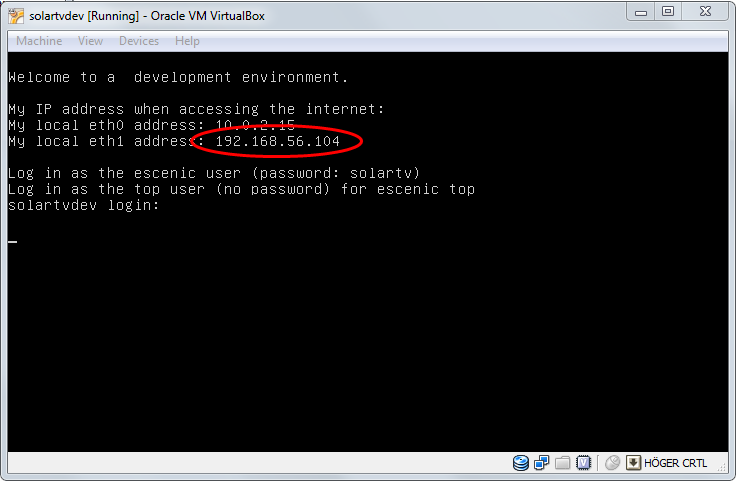 solartvdev [Running] - Oracle VM VirtualBox
Machine View Devices Help
Welcome to a development environment.
My IP address when accessing the internet:
My local eth0 address: 10.0.2.15
My local eth1 address: 192.168.56.104
Log in as the escenic user (password: solartv)
Log in as the top user (no password) for escenic top
solartvdev login:
HÖGER CRTL